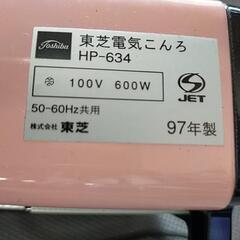 Toshiba
東芝電気こんろ
HP-634
100V 600W
50-60Hz共用
株式会社 東芝
S
JET
97年製